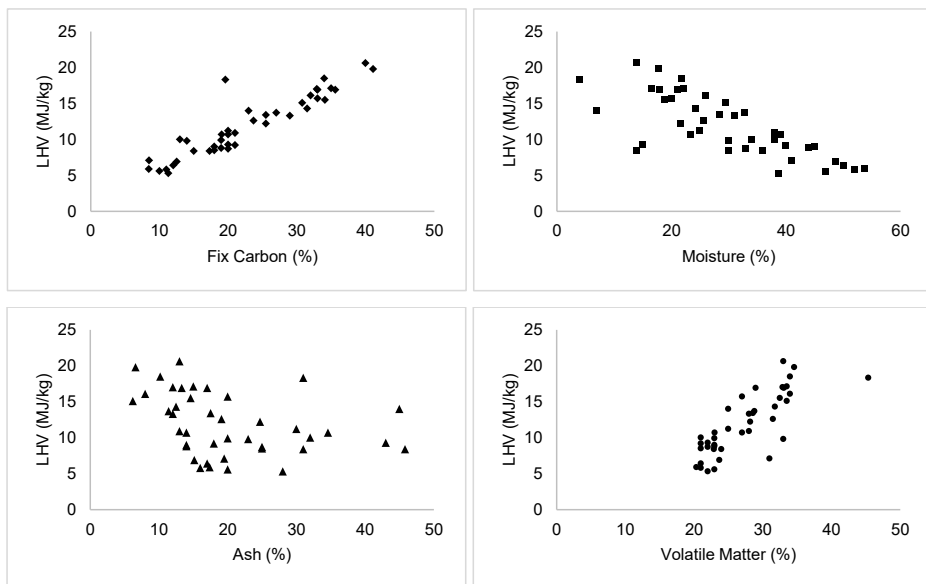 25
20
15
10
5
0
LHV (MJ/kg)
0 10 20 30 40 50
Fix Carbon (%)
25
20
15
10
5
0
LHV (MJ/kg)
0 20 40 60
Moisture (%)
25
20
15
10
5
0
LHV (MJ/kg)
0 10 20 30 40 50
Ash (%)
25
20
15
10
5
0
LHV (MJ/kg)
0 10 20 30 40 50
Volatile Matter (%)